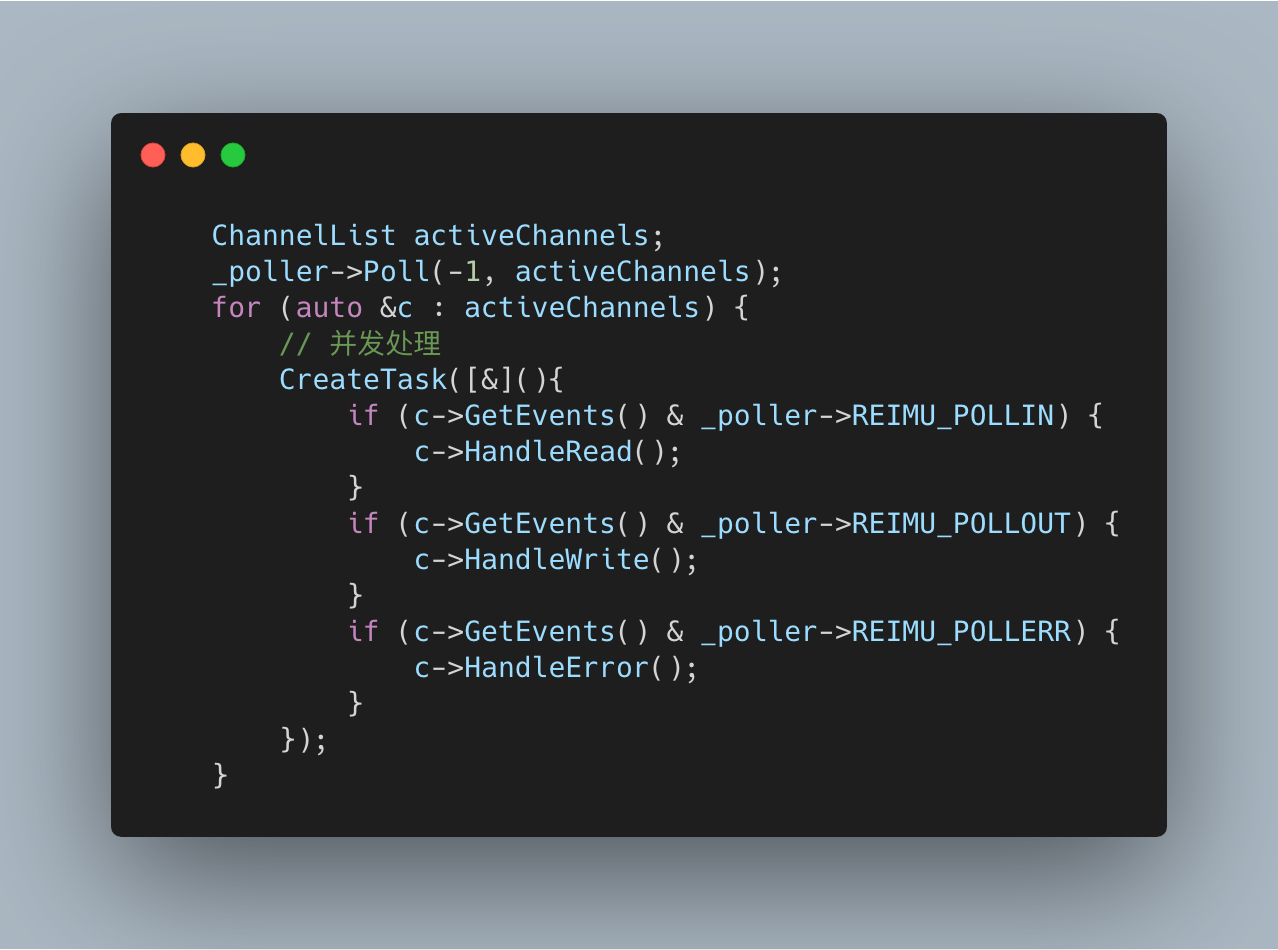 ChannelList activeChannels;
_poller->Poll(-1, activeChannels);
for (auto &c : activeChannels) {
    // 并发处理
    CreateTask([&](){
        if (c->GetEvents() & _poller->REIMU_POLLIN) {
            c->HandleRead();
        }
        if (c->GetEvents() & _poller->REIMU_POLLOUT) {
            c->HandleWrite();
        }
        if (c->GetEvents() & _poller->REIMU_POLLERR) {
            c->HandleError();
        }
    });
}